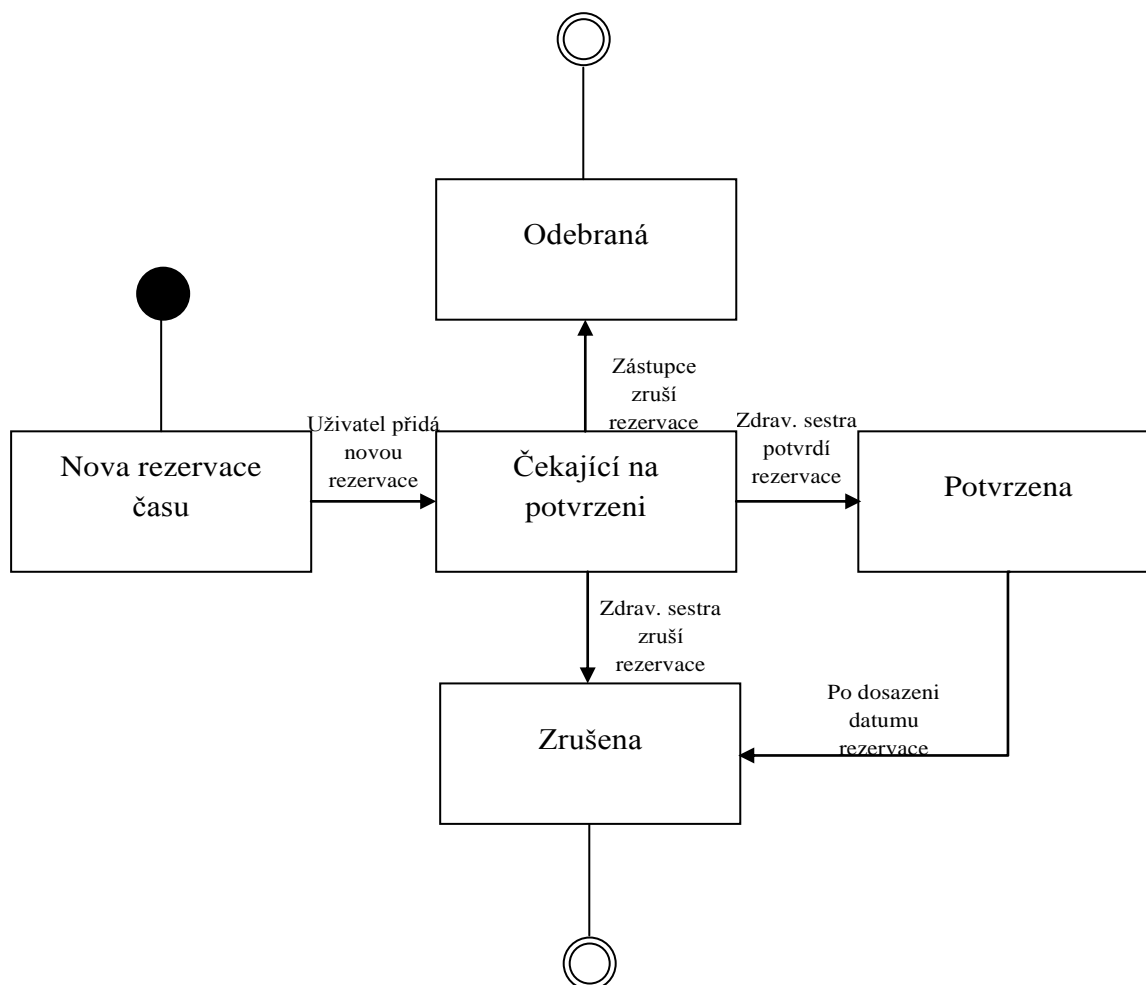 Odebraná
Zástupce
zruší
rezervace
Uživatel přidá
novou
rezervace
Zdrav. sestra
potvrdí
rezervace
Nova rezervace
času
Čekající na
potvrzeni
Potvrzena
Zdrav. sestra
zruší
rezervace
Po dosazeni
datumu
rezervace
Zrušena